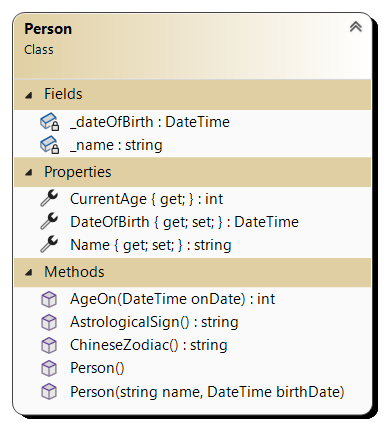 Person
Class
Fields
_dateOfBirth : DateTime
_name : string
Properties
CurrentAge { get; } : int
DateOfBirth { get; set; } : DateTime
Name { get; set; } : string
Methods
AgeOn(DateTime onDate) : int
AstrologicalSign() : string
ChineseZodiac() : string
Person()
Person(string name, DateTime birthDate)